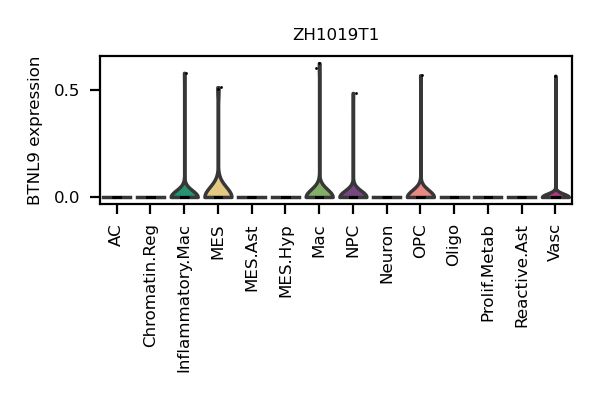 ZH1019T1
BTNL9 expression
0.5
0.0
AC
Chromatin.Reg
Inflammatory.Mac
MES
MES.Ast
MES.Hyp
Mac
NPC
Neuron
OPC
Oligo
Prolif.Metab
Reactive.Ast
Vasc